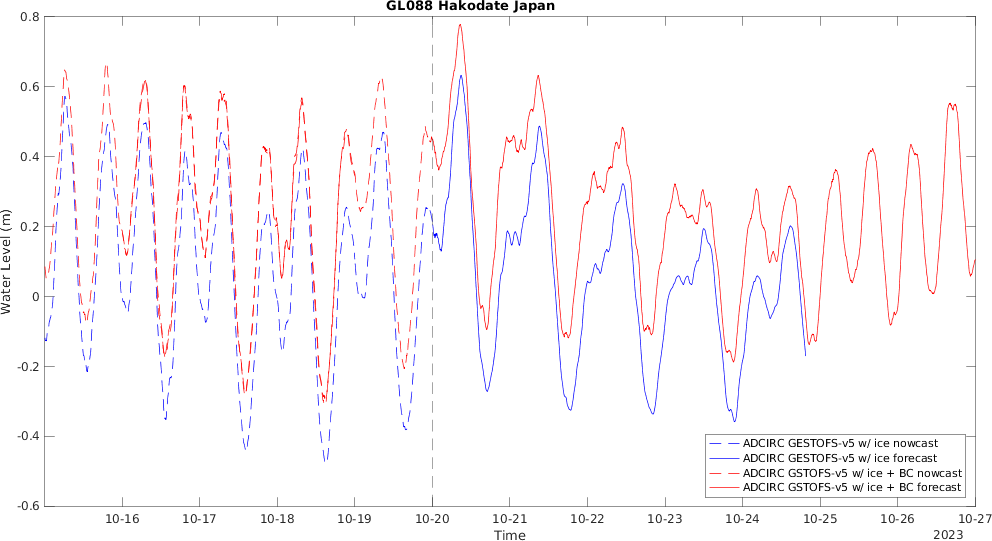 GL088 Hakodate Japan
0.8
0.6
0.4
0.2
0
-0.2
-0.4
-0.6
Water Level (m)
ADCIRC GESTOFS-v5 w/ ice nowcast
ADCIRC GESTOFS-v5 w/ ice forecast
ADCIRC GSTOFS-v5 w/ ice + BC nowcast
ADCIRC GSTOFS-v5 w/ ice + BC forecast
10-16 10-17 10-18 10-19 10-20 10-21 10-22 10-23 10-24 10-25 10-26 10-27
Time
2023